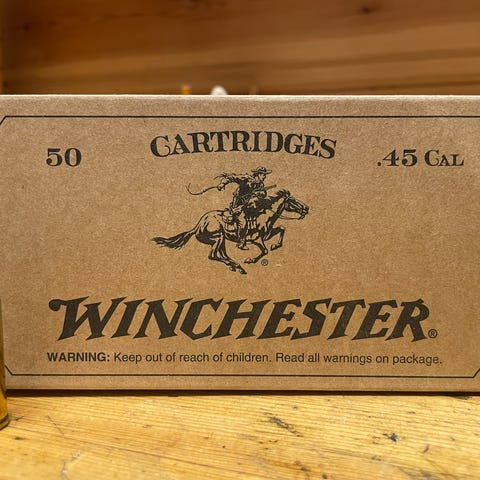 CARTRIDGES
50 .45 CAL
®
WINCHESTER®
WARNING: Keep out of reach of children. Read all warnings on package.